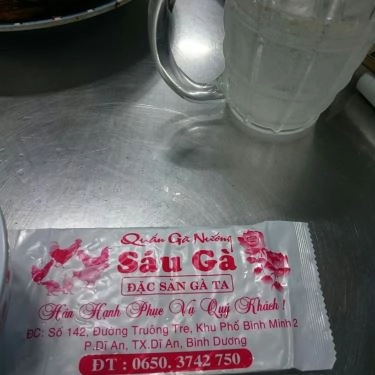 Quán Gà Nướng
Sáu Gà
ĐẶC SẢN GÀ TA
Hân Hạnh Phục Vụ Quý Khách !
ĐC: Số 142, Đường Truông Tre, Khu Phố Bình Minh 2
P.Dĩ An, TX.Dĩ An, Bình Dương
ĐT : 0650. 3742 750